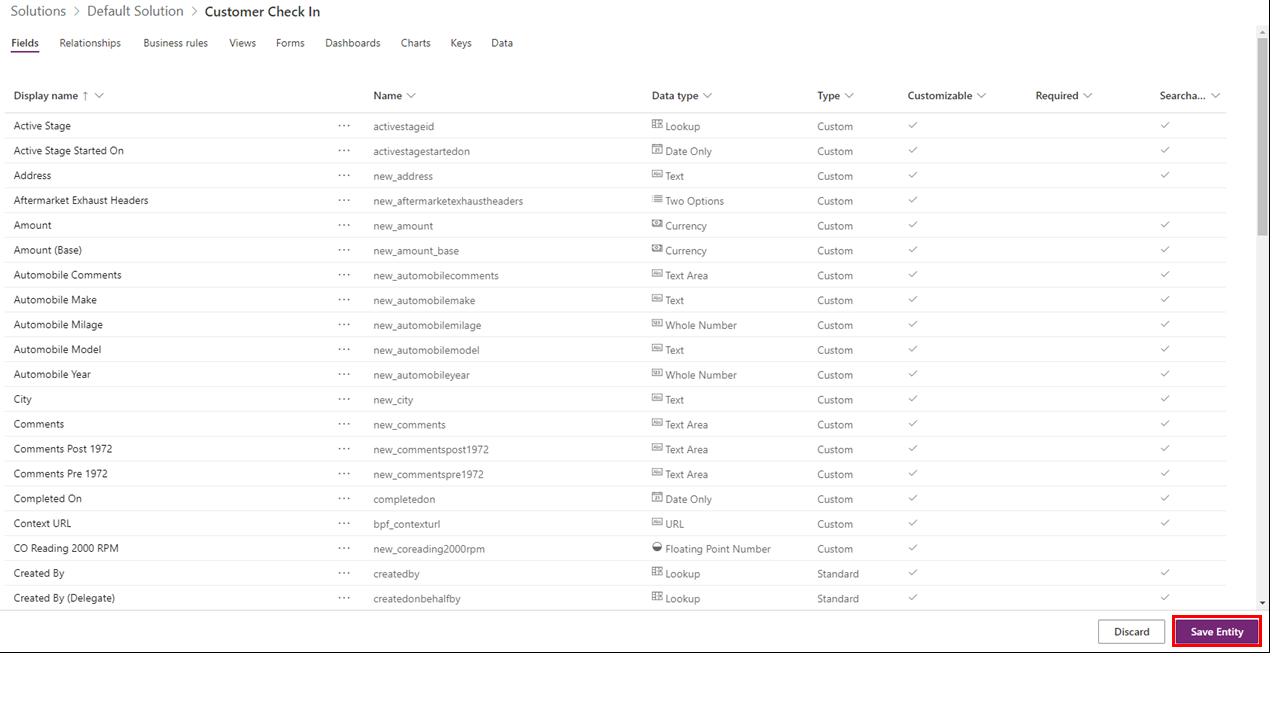 Solutions > Default Solution > Customer Check In
Fields Relationships Business rules Views Forms Dashboards Charts Keys Data
Display name ↑ Name Data type Type Customizable Required Searcha...
Active Stage ... activestageid Lookup Custom
Active Stage Started On ... activestagestartedon Date Only Custom
Address ... new_address Text Custom
Aftermarket Exhaust Headers ... new_aftermarketexhaustheaders Two Options Custom
Amount ... new_amount Currency Custom
Amount (Base) ... new_amount_base Currency Custom
Automobile Comments ... new_automobilecomments Text Area Custom
Automobile Make ... new_automobilemake Text Custom
Automobile Milage ... new_automobilemilage Whole Number Custom
Automobile Model ... new_automobilemodel Text Custom
Automobile Year ... new_automobileyear Whole Number Custom
City ... new_city Text Custom
Comments ... new_comments Text Area Custom
Comments Post 1972 ... new_commentspost1972 Text Area Custom
Comments Pre 1972 ... new_commentspre1972 Text Area Custom
Completed On ... completedon Date Only Custom
Context URL ... bpf_contexturl URL Custom
CO Reading 2000 RPM ... new_coreading2000rpm Floating Point Number Custom
Created By ... createdby Lookup Standard
Created By (Delegate) ... createdonbehalfby Lookup Standard
Discard Save Entity